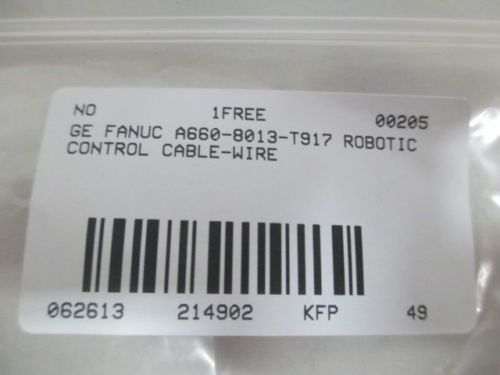 NO 1FREE 00205
GE FANUC A660-8013-T917 ROBOTIC
CONTROL CABLE-WIRE
062613 214902 KFP 49